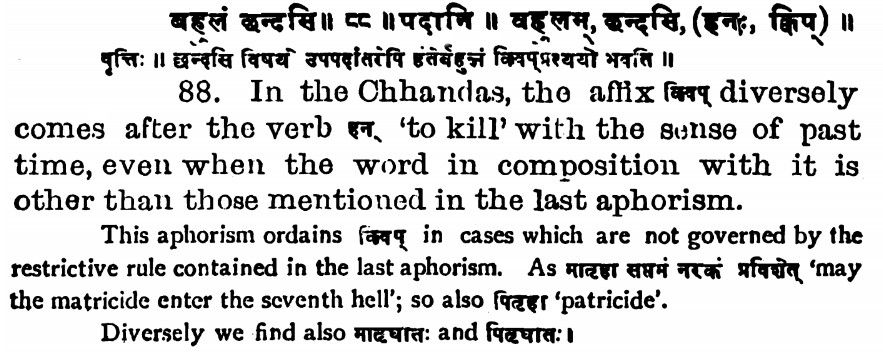 बहुलं छन्दसि॥ ८८ ॥पदानि ॥ बहुलम्, छन्दसि, (हनः, क्विप्) ॥
वृत्तिः ॥ छन्दसि विषये उपपदांतरेपि हंतेर्बहुलं क्विप्प्रत्ययो भवति ॥
88. In the Chhandas, the affix क्विप् diversely
comes after the verb हन् 'to kill' with the sense of past
time, even when the word in composition with it is
other than those mentioned in the last aphorism.
This aphorism ordains क्विप् in cases which are not governed by the
restrictive rule contained in the last aphorism. As मातृहा सप्तमं नरकं प्रविशेत् 'may
the matricide enter the seventh hell'; so also पितृहा 'patricide'.
Diversely we find also मातृघातः and पितृघातः।